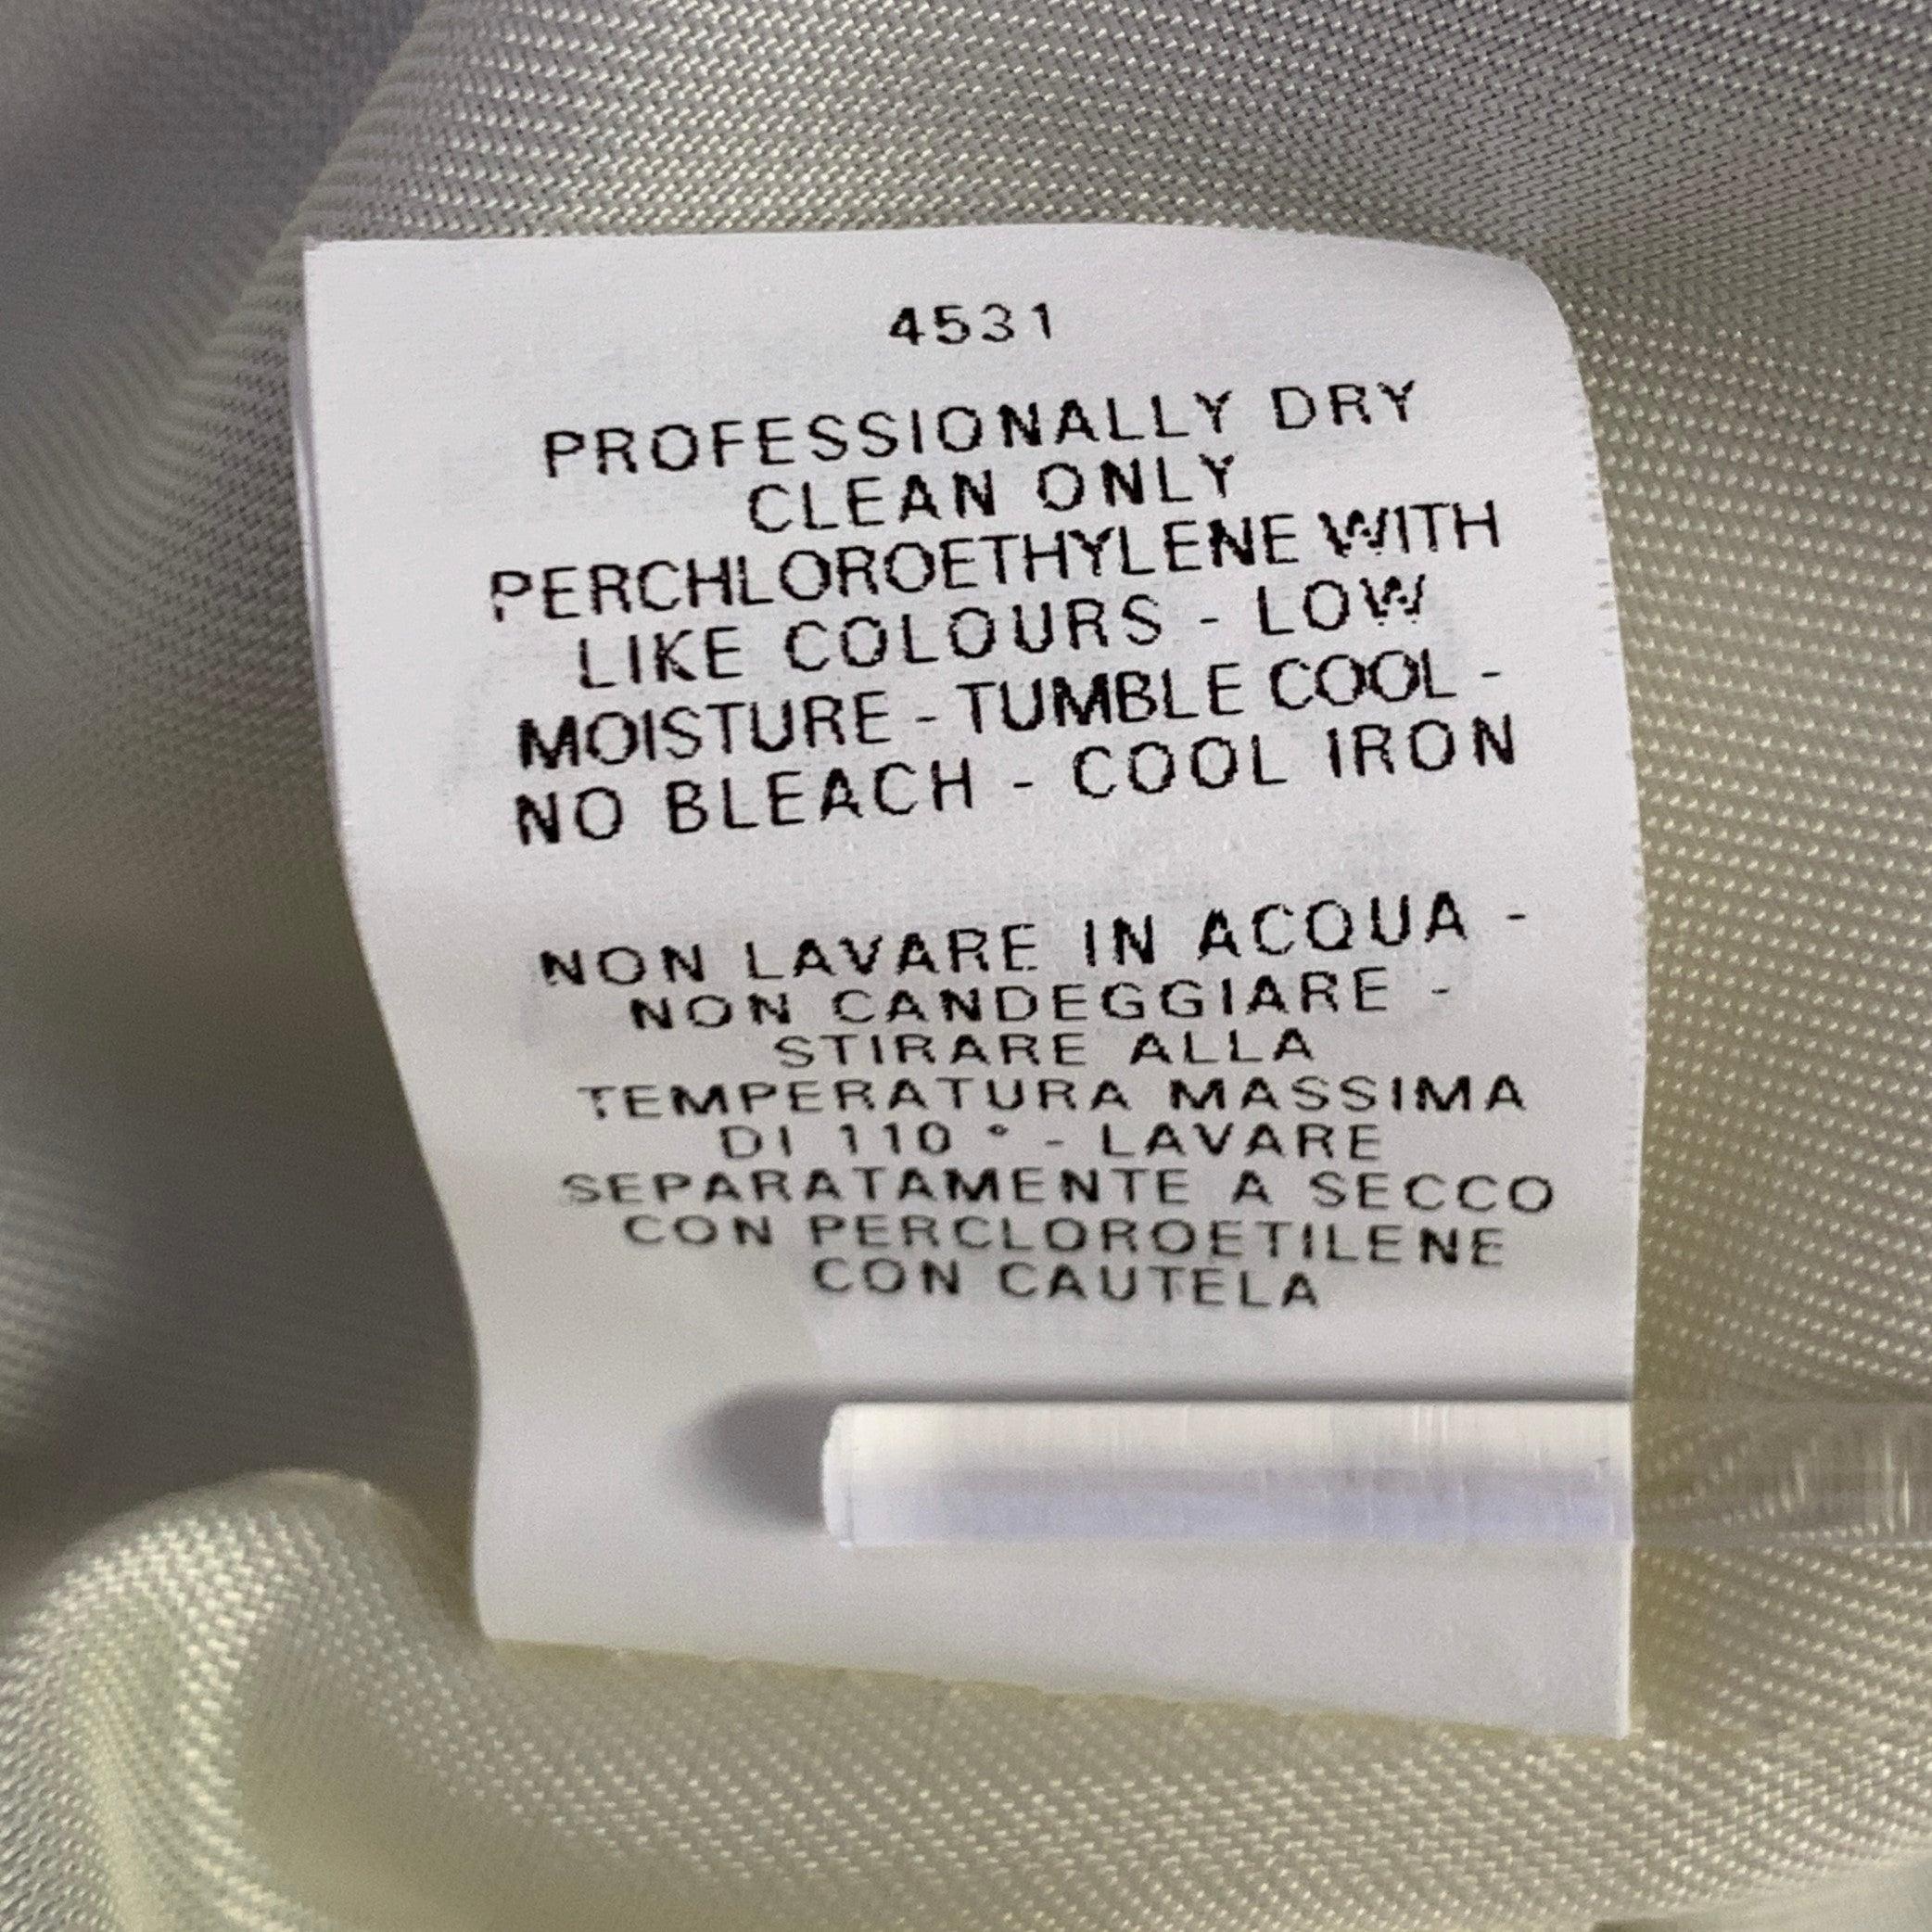 4531
PROFESSIONALLY DRY
CLEAN ONLY
PERCHLOROETHYLENE WITH
LIKE COLOURS - LOW
MOISTURE - TUMBLE COOL -
NO BLEACH - COOL IRON
NON LAVARE IN ACQUA -
NON CANDEGGIARE -
STIRARE ALLA
TEMPERATURA MASSIMA
DI 110 ° - LAVARE
SEPARATAMENTE A SECCO
CON PERCLOROETILENE
CON CAUTELA